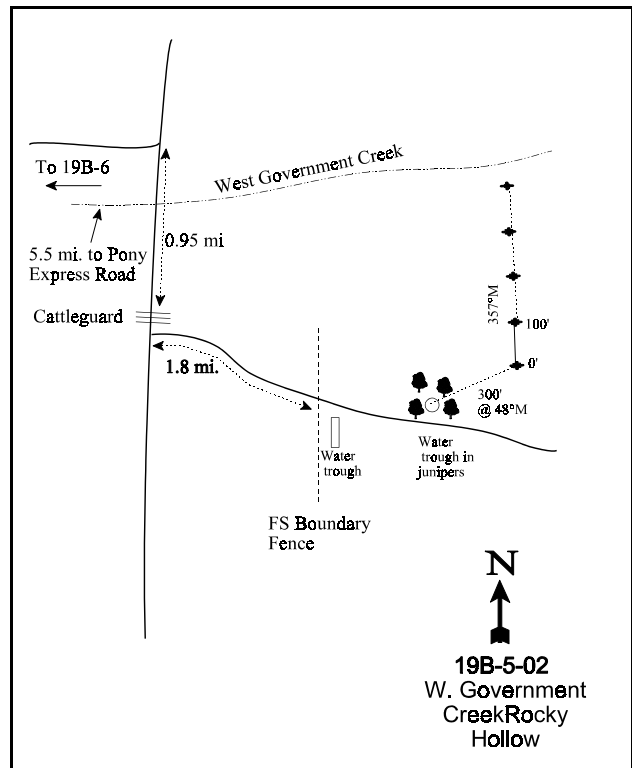 To 19B-6
West Government Creek
5.5 mi. to Pony
Express Road
0.95 mi
Cattleguard
1.8 mi.
357°M
100'
0'
300'
@ 48°M
Water
trough
Water
trough in
junipers
FS Boundary
Fence
N
19B-5-02
W. Government
Creek-Rocky
Hollow